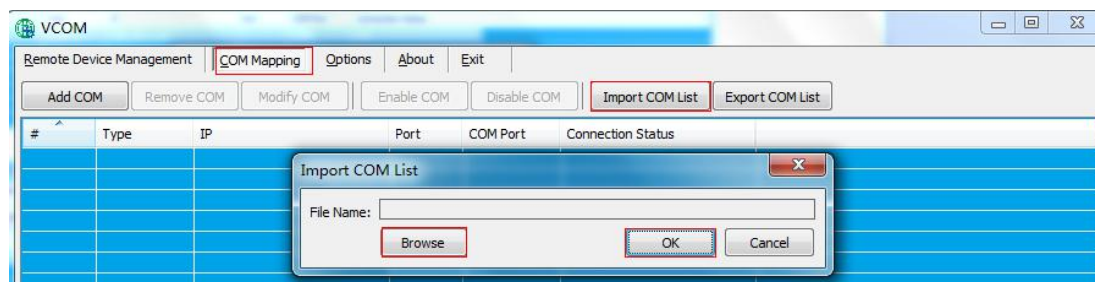 VCOM
Remote Device Management COM Mapping Options About Exit
Add COM Remove COM Modify COM Enable COM Disable COM Import COM List Export COM List
# Type IP Port COM Port Connection Status
Import COM List
File Name:
Browse OK Cancel